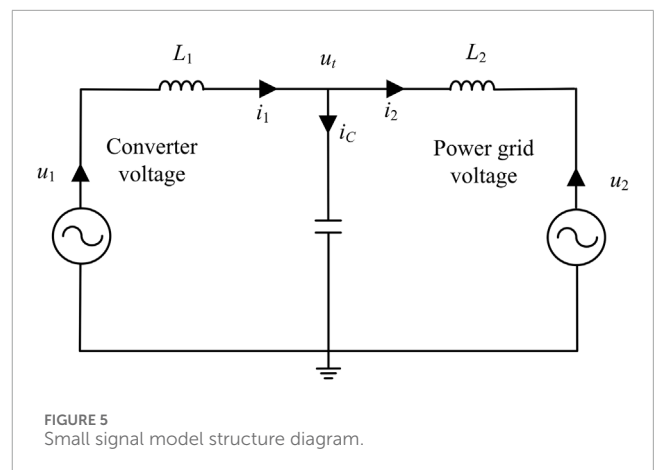 L₁
uₜ
L₂
i₁
i_C
i₂
Converter
voltage
Power grid
voltage
u₁
u₂
FIGURE 5
Small signal model structure diagram.